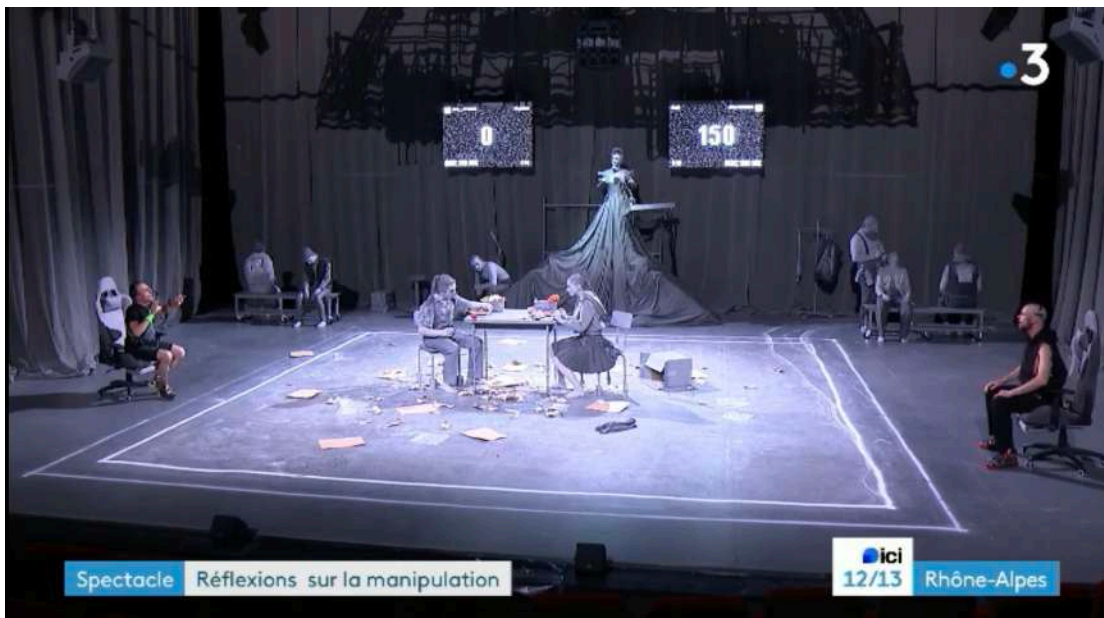 3
0
150
Spectacle
Réflexions sur la manipulation
ici
12/13
Rhône-Alpes